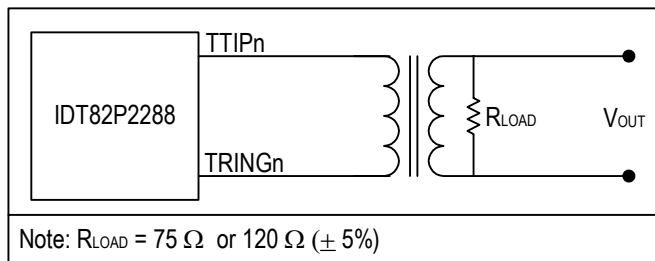 TTIPn
IDT82P2288
RLOAD
VOUT
TRINGn
Note: RLOAD = 75 Ω or 120 Ω (± 5%)